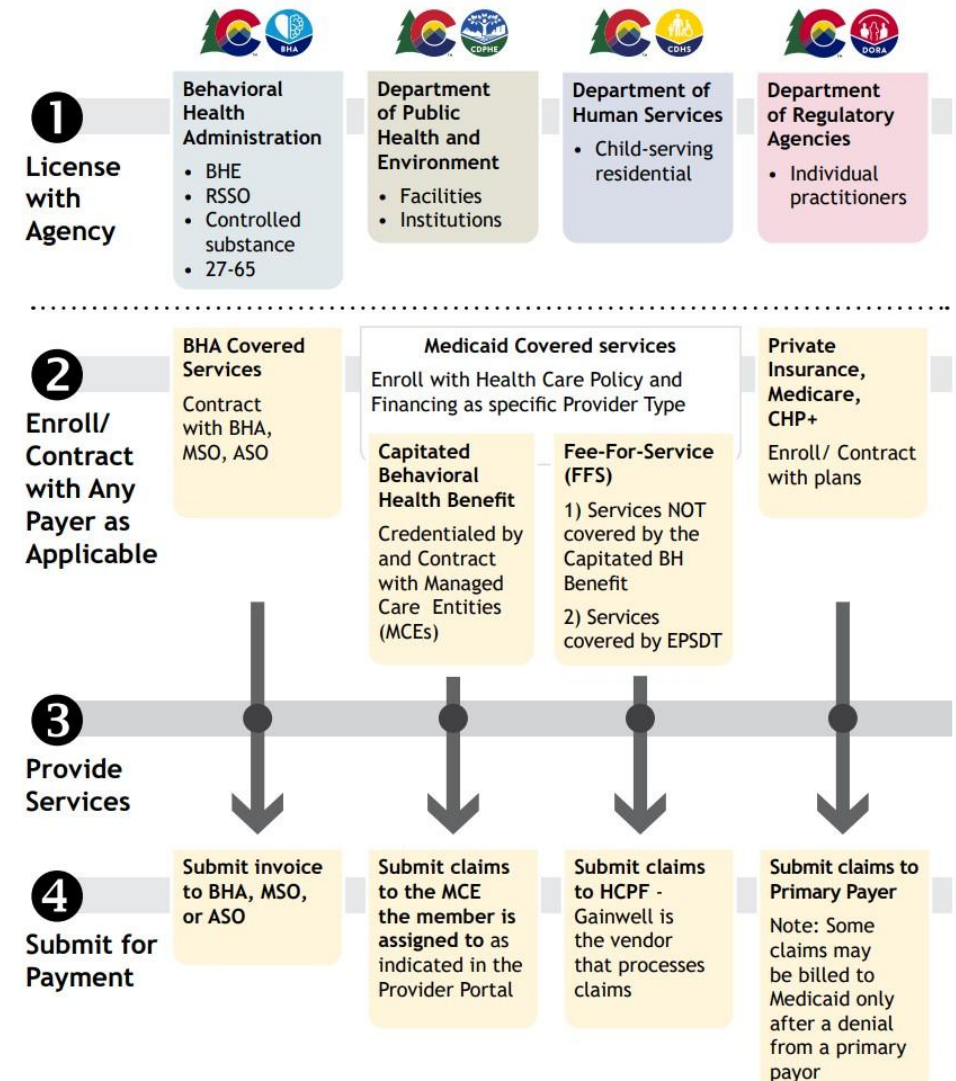 BHA
CDPHE
CDHS
DORA
1
License
with
Agency
Behavioral
Health
Administration
• BHE
• RSSO
• Controlled
substance
• 27-65
Department
of Public
Health and
Environment
• Facilities
• Institutions
Department of
Human Services
• Child-serving
residential
Department
of Regulatory
Agencies
• Individual
practitioners
2
Enroll/
Contract
with Any
Payer as
Applicable
BHA Covered
Services
Contract
with BHA,
MSO, ASO
Medicaid Covered services
Enroll with Health Care Policy and
Financing as specific Provider Type
Capitated
Behavioral
Health Benefit
Credentialed by
and Contract
with Managed
Care Entities
(MCEs)
Fee-For-Service
(FFS)
1) Services NOT
covered by the
Capitated BH
Benefit
2) Services
covered by EPSDT
Private
Insurance,
Medicare,
CHP+
Enroll/ Contract
with plans
3
Provide
Services
4
Submit for
Payment
Submit invoice
to BHA, MSO,
or ASO
Submit claims
to the MCE
the member is
assigned to as
indicated in the
Provider Portal
Submit claims
to HCPF -
Gainwell is
the vendor
that processes
claims
Submit claims to
Primary Payer
Note: Some
claims may
be billed to
Medicaid only
after a denial
from a primary
payor